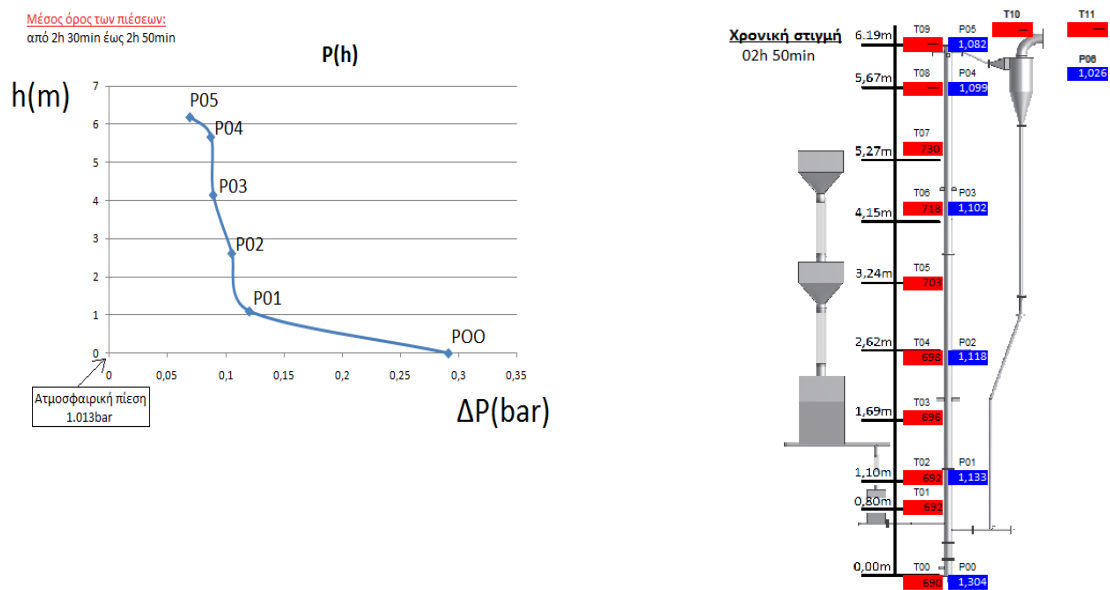 Μέσος όρος των πιέσεων:
από 2h 30min έως 2h 50min
P(h)
h(m)
7
6
5
4
3
2
1
0
P05
P04
P03
P02
P01
POO
0
0,05
0,1
0,15
0,2
0,25
0,3
0,35
Ατμοσφαιρική πίεση
1.013bar
ΔP(bar)
Χρονική στιγμή
02h 50min
T10
T11
---
---
P06
1,026
6.19m
T09
P05
---
1,082
5,67m
T08
P04
---
1,099
T07
730
5,27m
T06
P03
718
1,102
4,15m
T05
703
3,24m
T04
P02
2,62m
698
1,118
T03
696
1,69m
T02
P01
1,10m
692
1,133
T01
0,80m
692
T00
P00
0,00m
690
1,304